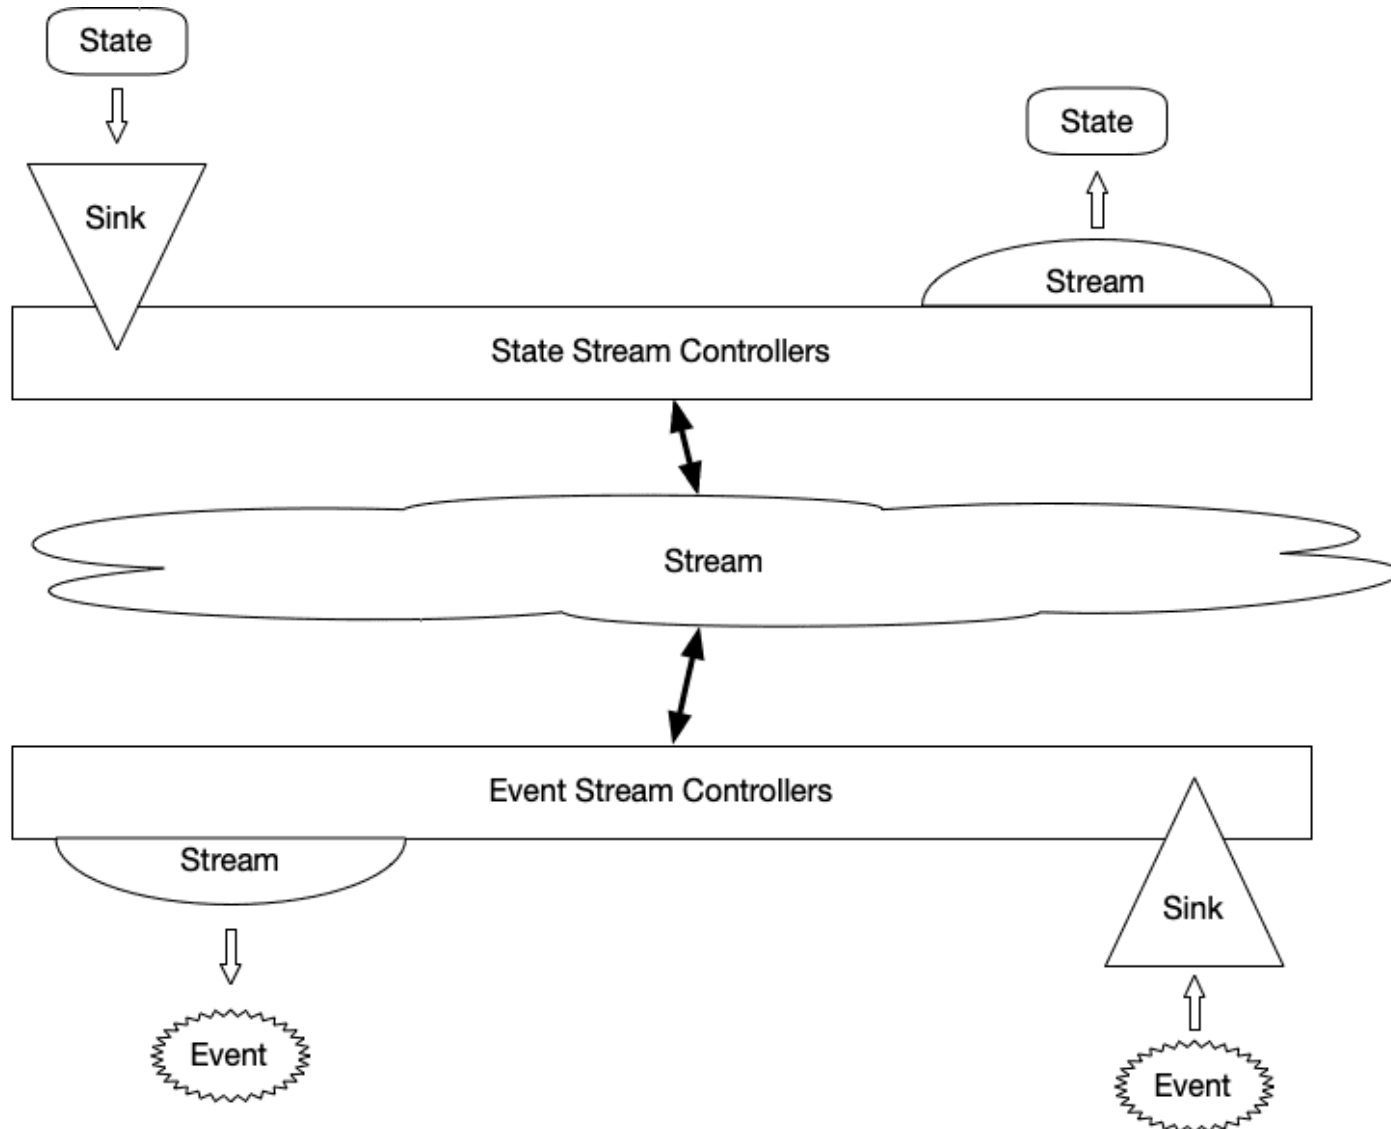 State
State
Sink
Stream
State Stream Controllers
Stream
Event Stream Controllers
Stream
Sink
Event
Event